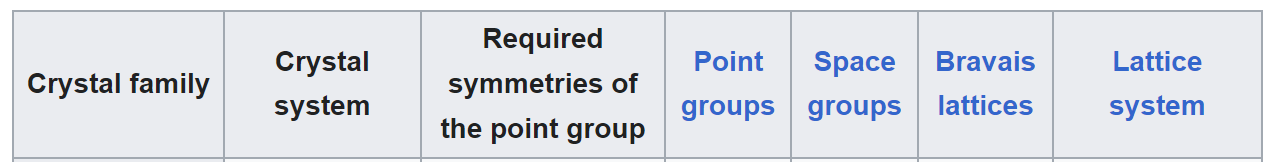 Crystal family
Crystal
system
Required
symmetries of
the point group
Point
groups
Space
groups
Bravais
lattices
Lattice
system